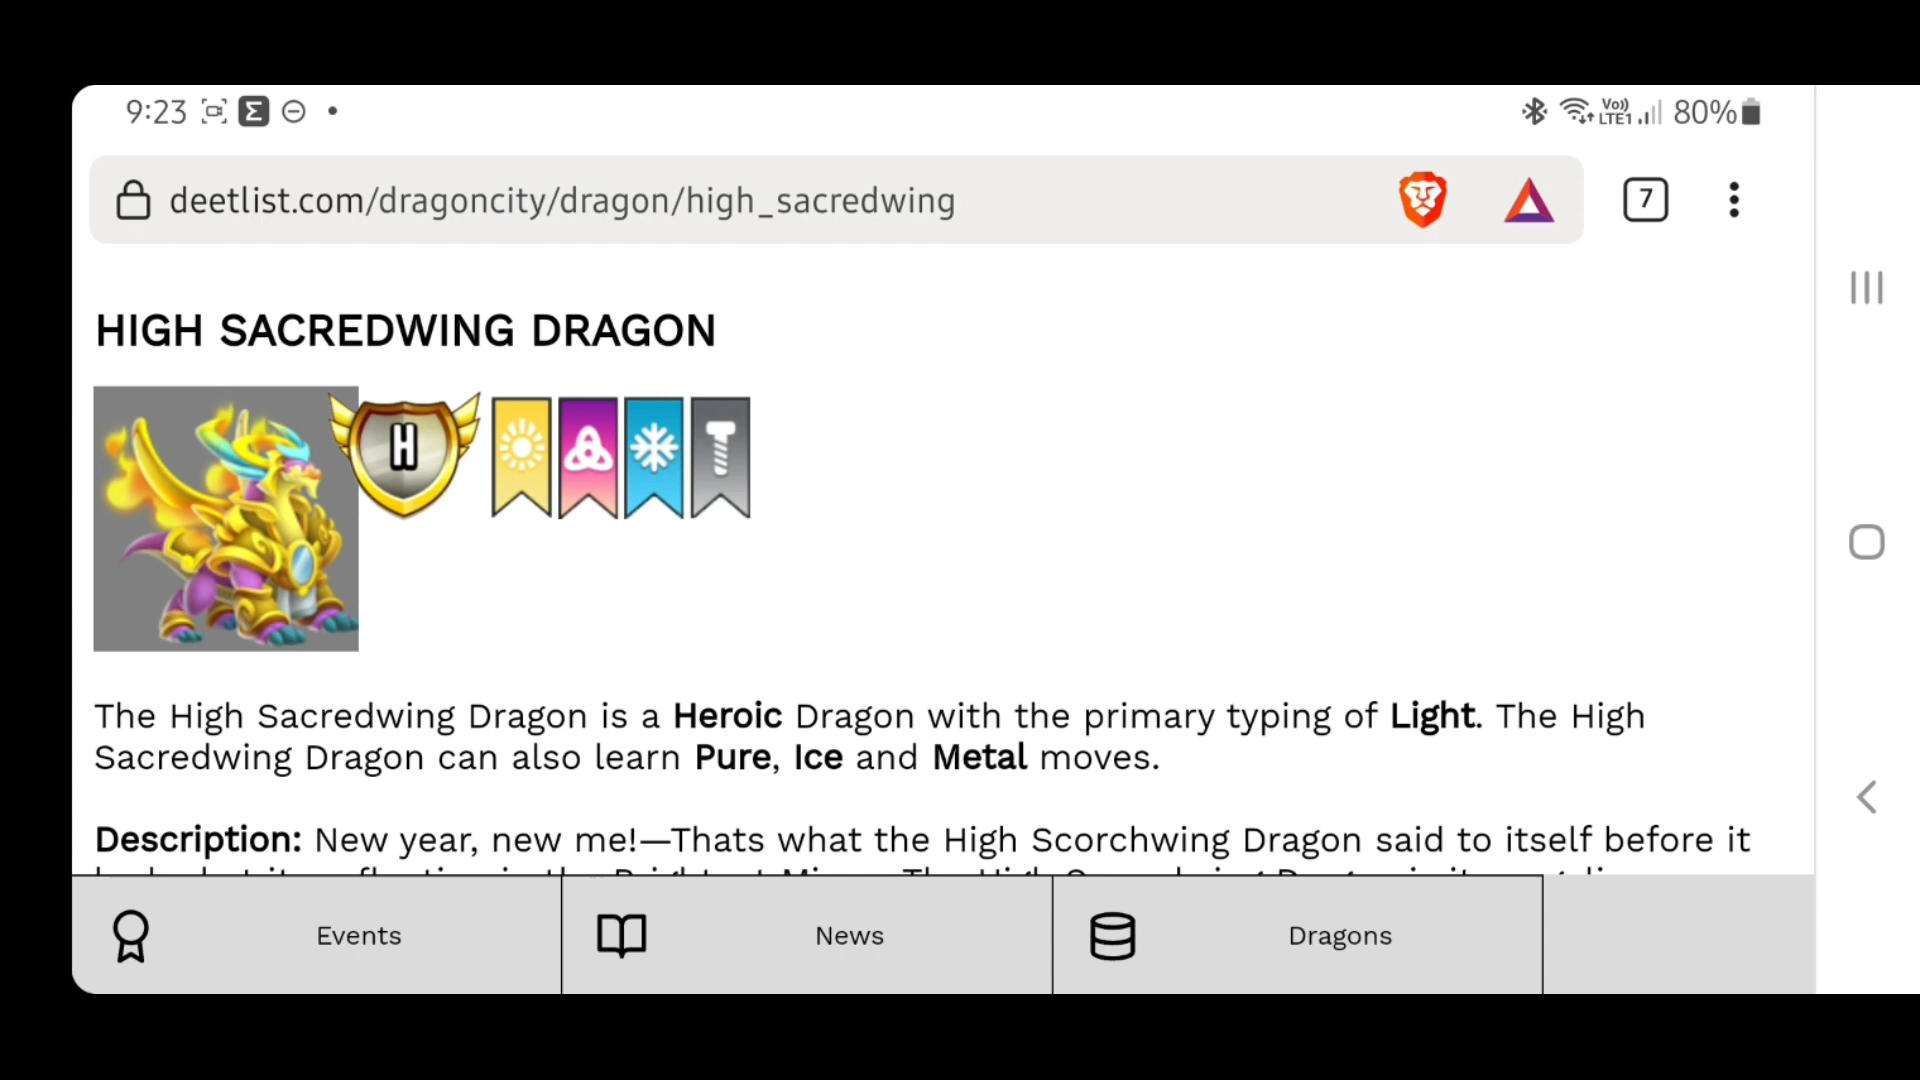 9:23
Vo)) LTE1 80%
deetlist.com/dragoncity/dragon/high_sacredwing
7
HIGH SACREDWING DRAGON
H
The High Sacredwing Dragon is a Heroic Dragon with the primary typing of Light. The High
Sacredwing Dragon can also learn Pure, Ice and Metal moves.
Description: New year, new me!—Thats what the High Scorchwing Dragon said to itself before it
Events
News
Dragons